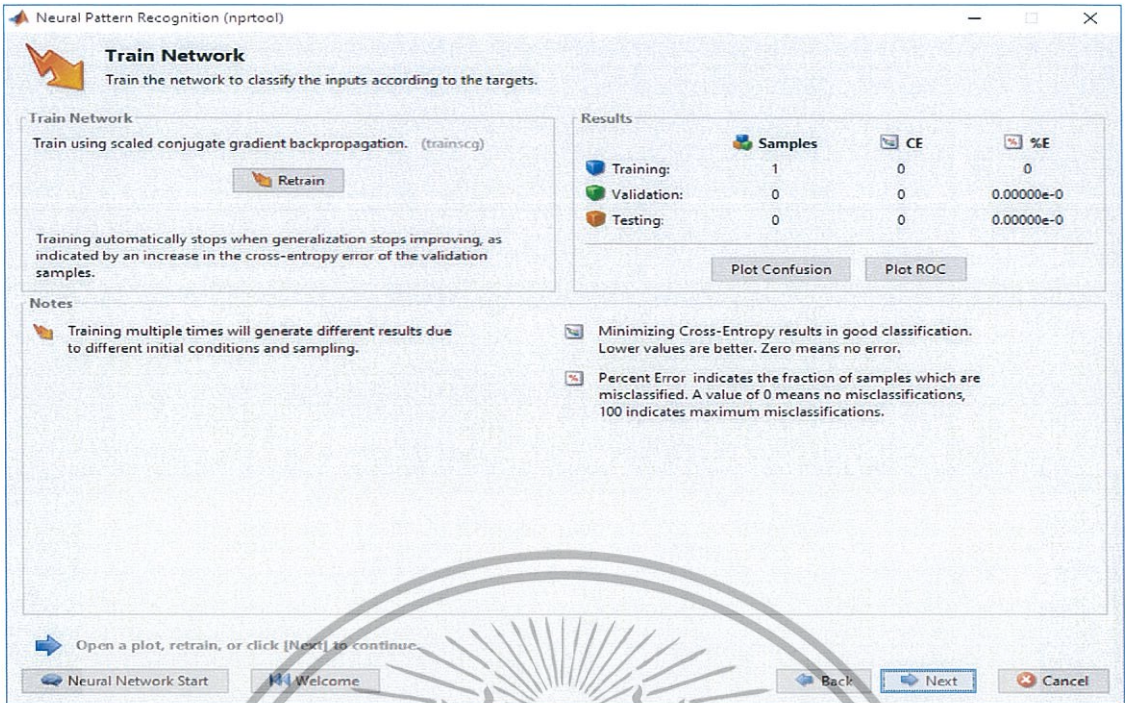 Neural Pattern Recognition (nprtool)
Train Network
Train the network to classify the inputs according to the targets.
Train Network
Train using scaled conjugate gradient backpropagation. (trainscg)
Retrain
Training automatically stops when generalization stops improving, as
indicated by an increase in the cross-entropy error of the validation
samples.
Results
Samples CE % %E
Training: 1 0 0
Validation: 0 0 0.00000e-0
Testing: 0 0 0.00000e-0
Plot Confusion Plot ROC
Notes
Training multiple times will generate different results due
to different initial conditions and sampling.
Minimizing Cross-Entropy results in good classification.
Lower values are better. Zero means no error.
% Percent Error indicates the fraction of samples which are
misclassified. A value of 0 means no misclassifications,
100 indicates maximum misclassifications.
Open a plot, retrain, or click [Next] to continue.
Neural Network Start Welcome Back Next Cancel